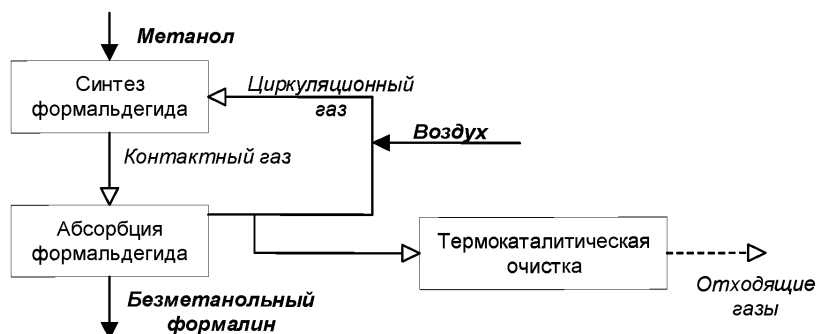 Метанол
Синтез
формальдегида
Циркуляционный
газ
Воздух
Контактный газ
Абсорбция
формальдегида
Термокаталитическая
очистка
Отходящие
газы
Безметанольный
формалин